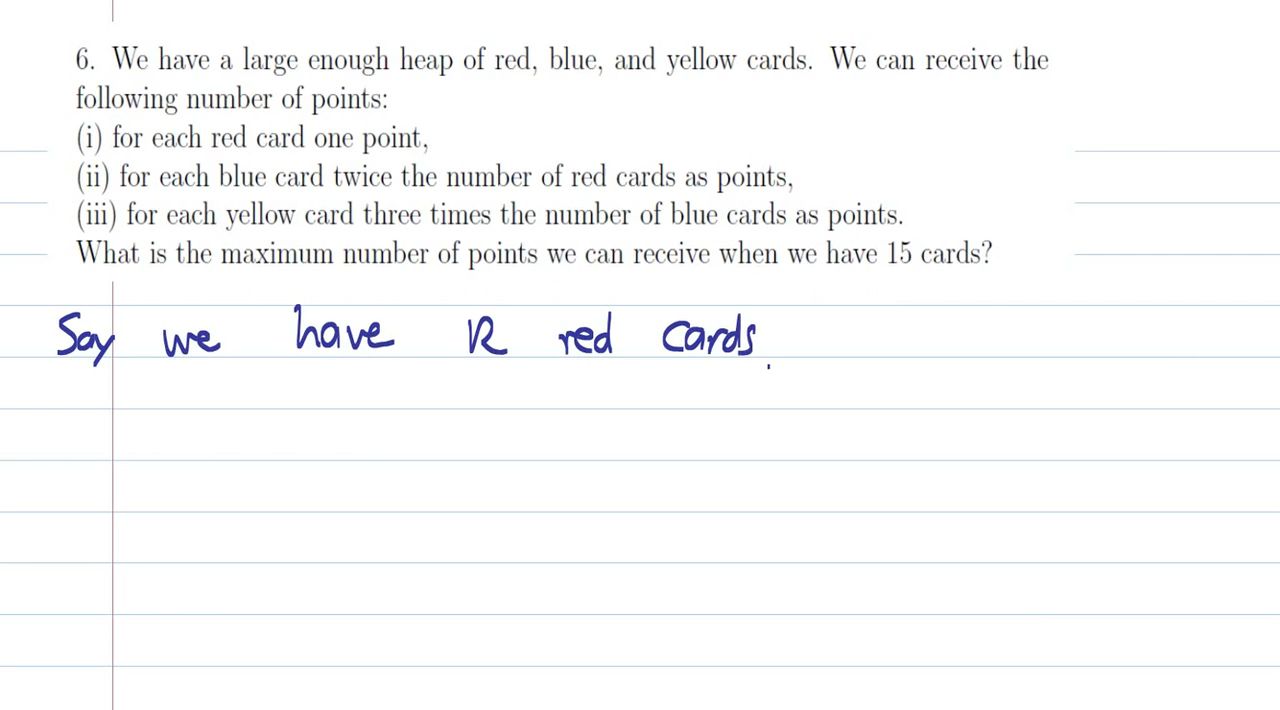 6. We have a large enough heap of red, blue, and yellow cards. We can receive the
following number of points:
(i) for each red card one point,
(ii) for each blue card twice the number of red cards as points,
(iii) for each yellow card three times the number of blue cards as points.
What is the maximum number of points we can receive when we have 15 cards?
Say we have R red cards.